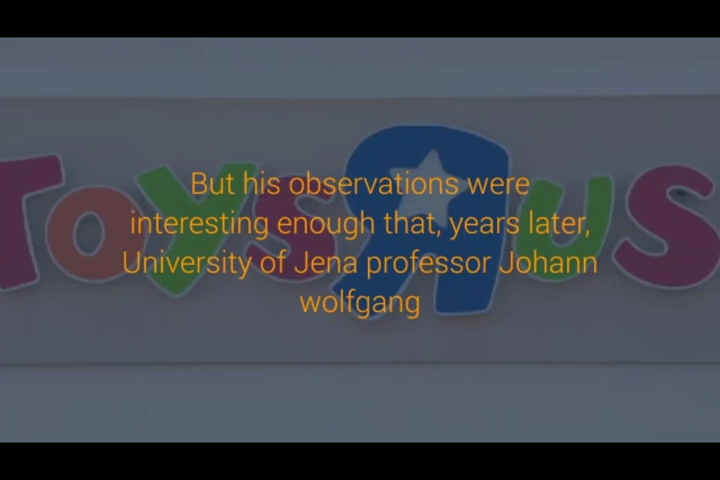 Toys R us
But his observations were
interesting enough that, years later,
University of Jena professor Johann
wolfgang